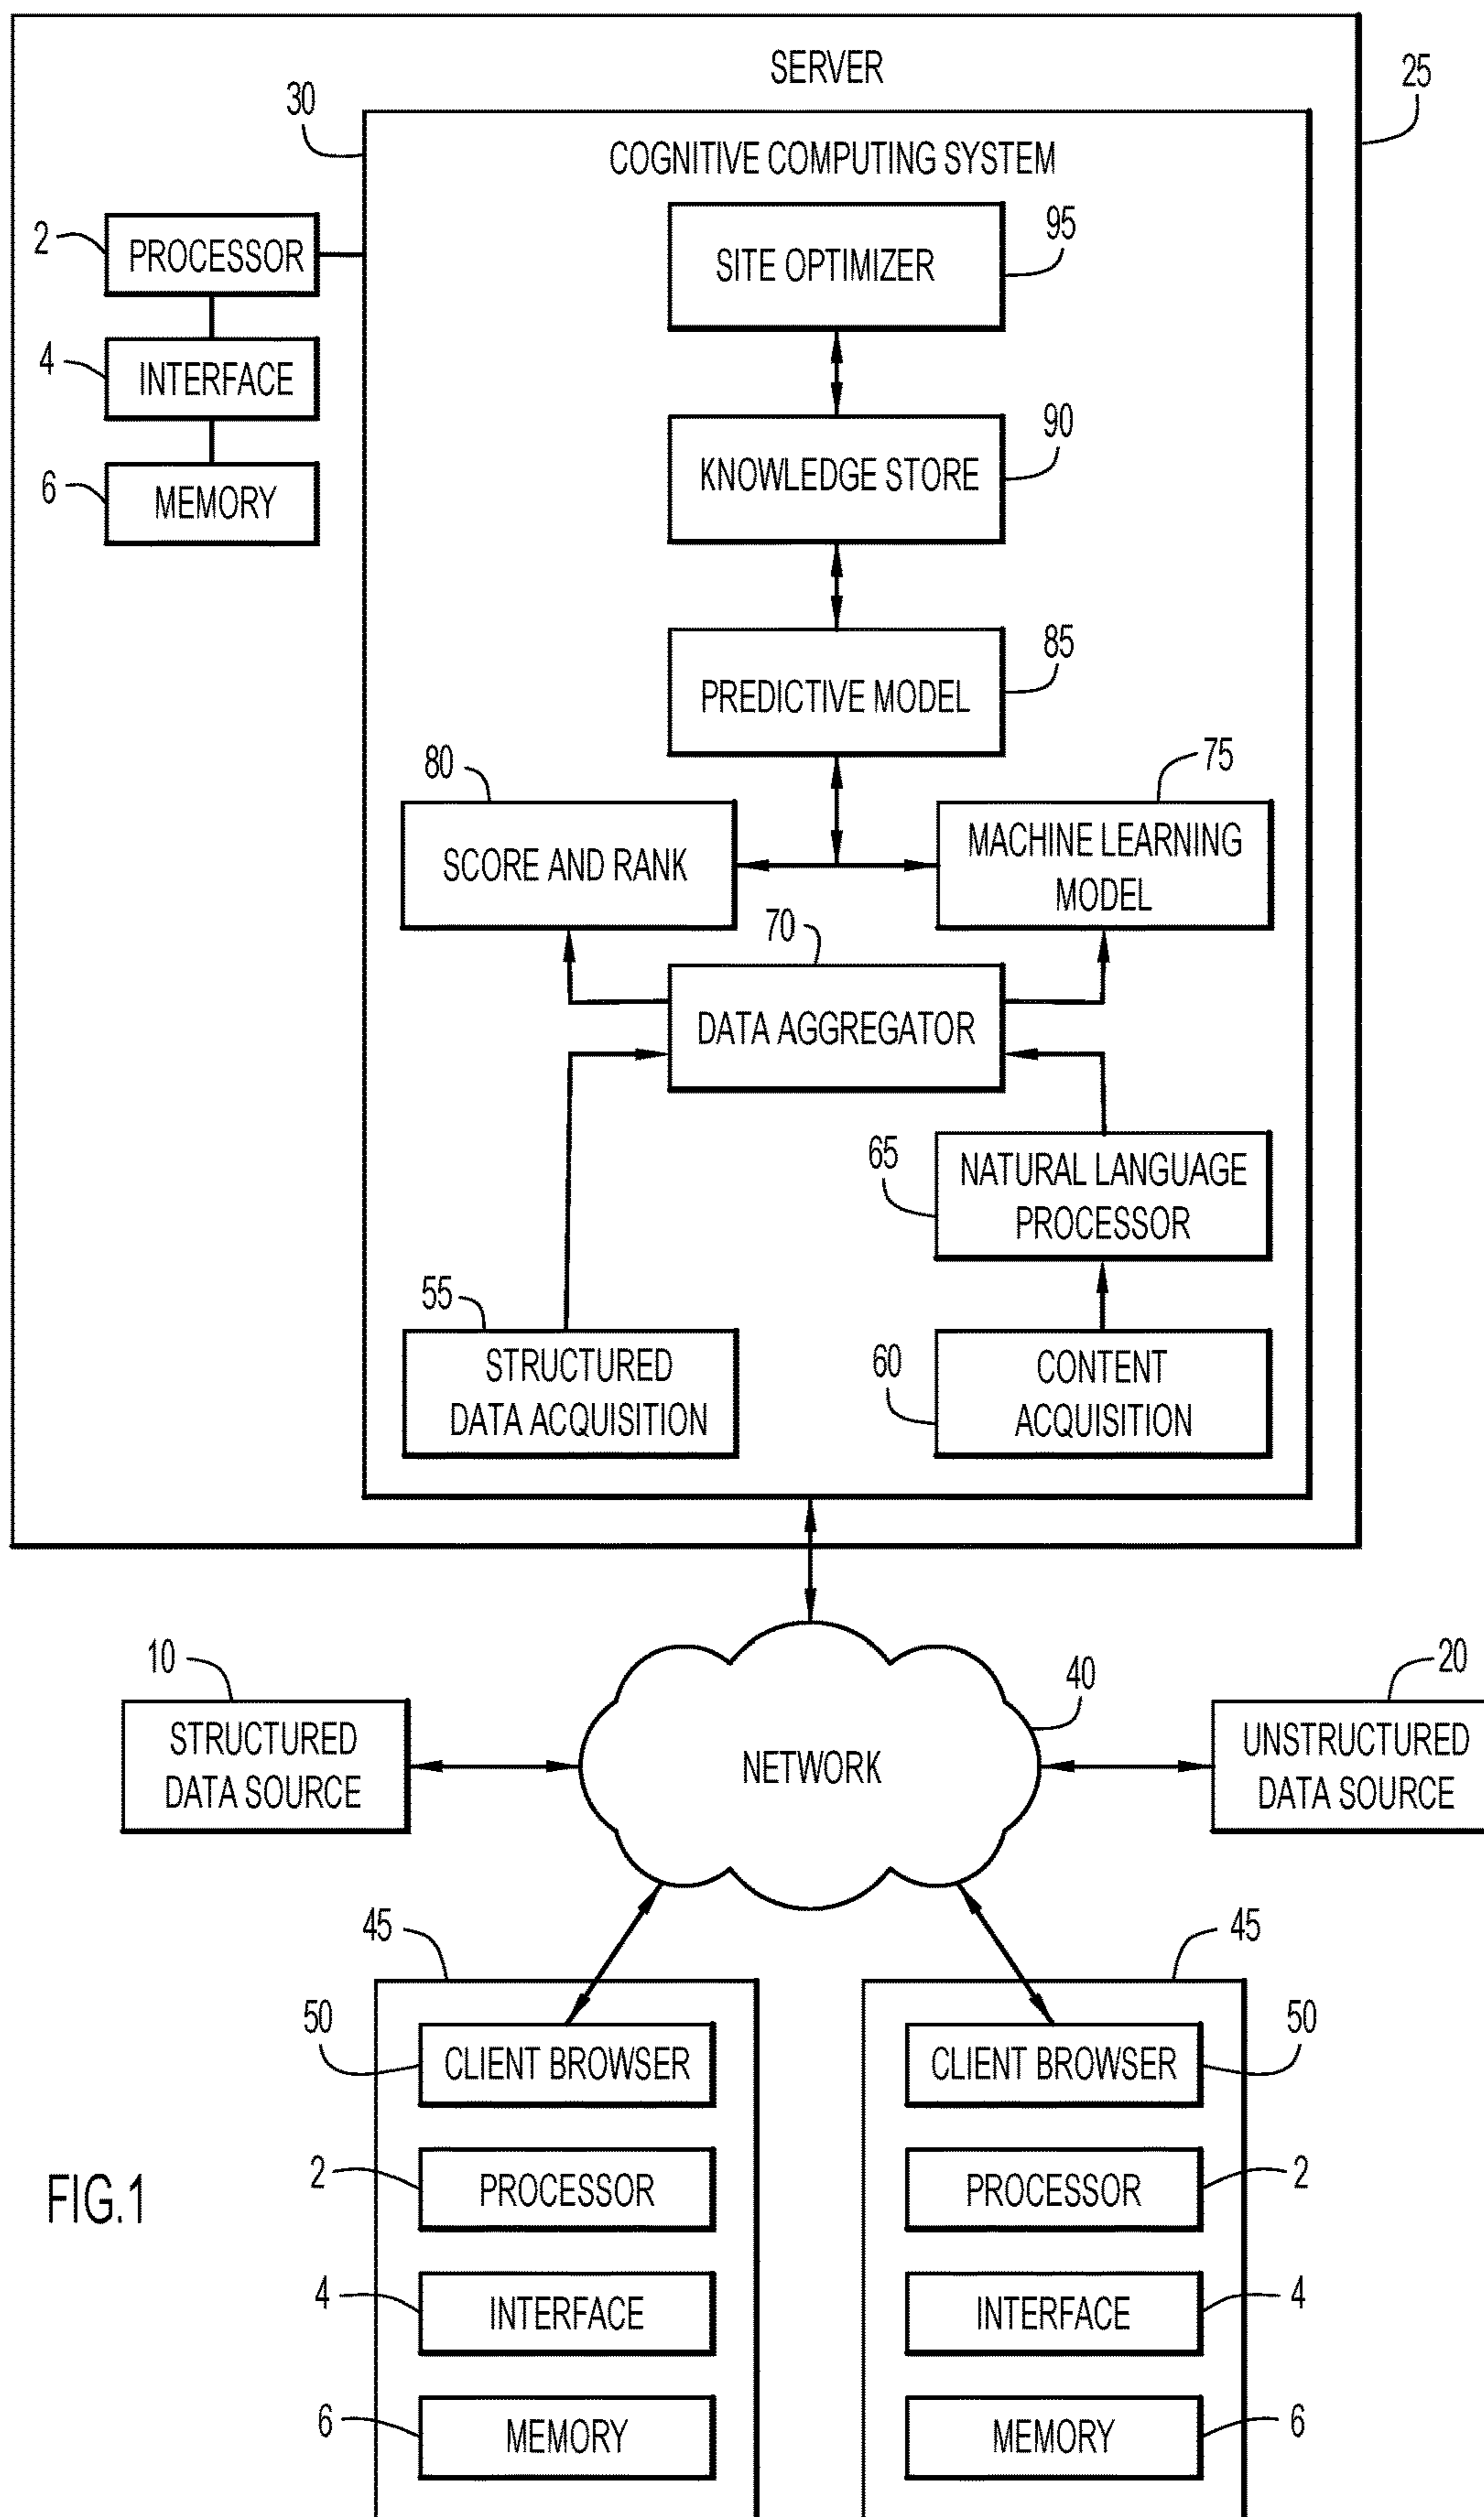 SERVER
25
30
COGNITIVE COMPUTING SYSTEM
2
PROCESSOR
4
INTERFACE
6
MEMORY
SITE OPTIMIZER
95
KNOWLEDGE STORE
90
PREDICTIVE MODEL
85
80
SCORE AND RANK
75
MACHINE LEARNING
MODEL
70
DATA AGGREGATOR
65
NATURAL LANGUAGE
PROCESSOR
55
STRUCTURED
DATA ACQUISITION
60
CONTENT
ACQUISITION
10
STRUCTURED
DATA SOURCE
40
NETWORK
20
UNSTRUCTURED
DATA SOURCE
45
50
CLIENT BROWSER
2
PROCESSOR
4
INTERFACE
6
MEMORY
45
CLIENT BROWSER
50
PROCESSOR
2
INTERFACE
4
MEMORY
6
FIG.1